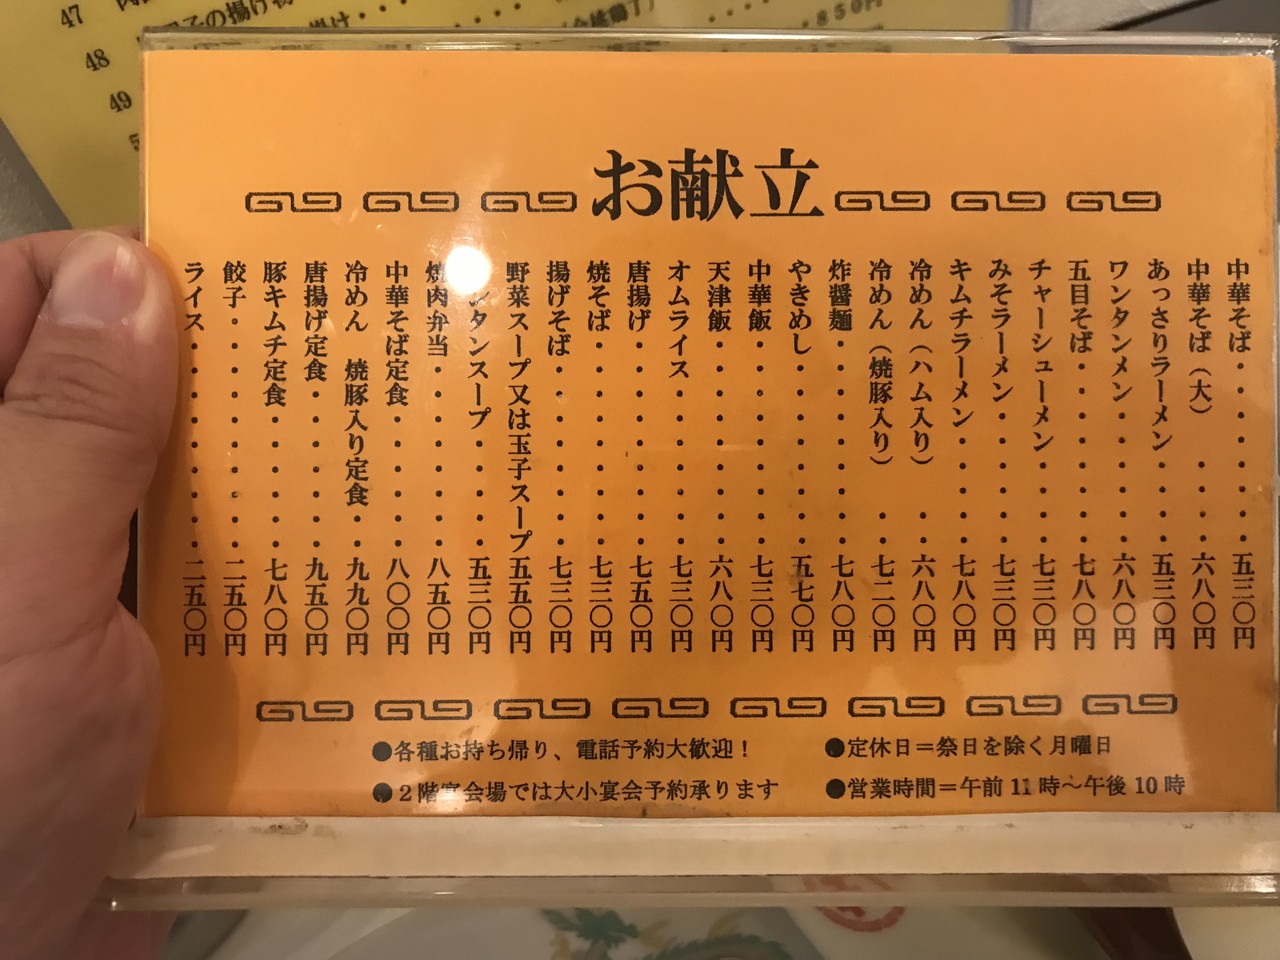 お献立
中華そば・・・・・・・・五三〇円
中華そば（大）・・・・六八〇円
あっさりラーメン・・・・五三〇円
ワンタンメン・・・・・・六八〇円
五目そば・・・・・・・・七八〇円
チャーシューメン・・・・七三〇円
みそラーメン・・・・・・七三〇円
キムチラーメン・・・・・七八〇円
冷めん（ハム入り）・・六八〇円
冷めん（焼豚入り）・・七二〇円
炸醤麺・・・・・・・・・七八〇円
やきめし・・・・・・・・五七〇円
中華飯・・・・・・・・・七三〇円
天津飯・・・・・・・・・六八〇円
オムライス・・・・・・・七三〇円
唐揚げ・・・・・・・・・七五〇円
焼そば・・・・・・・・・七三〇円
揚げそば・・・・・・・・七三〇円
野菜スープ又は玉子スープ五五〇円
ンタンスープ・・・・・五三〇円
焼肉弁当・・・・・・・・八五〇円
中華そば定食・・・・・・八〇〇円
冷めん 焼豚入り定食・・九九〇円
唐揚げ定食・・・・・・・九五〇円
豚キムチ定食・・・・・・七八〇円
餃子・・・・・・・・・・二五〇円
ライス・・・・・・・・・二五〇円
●各種お持ち帰り、電話予約大歓迎！
●２階宴会場では大小宴会予約承ります
●定休日＝祭日を除く月曜日
●営業時間＝午前11時～午後10時
47
48
49
850円